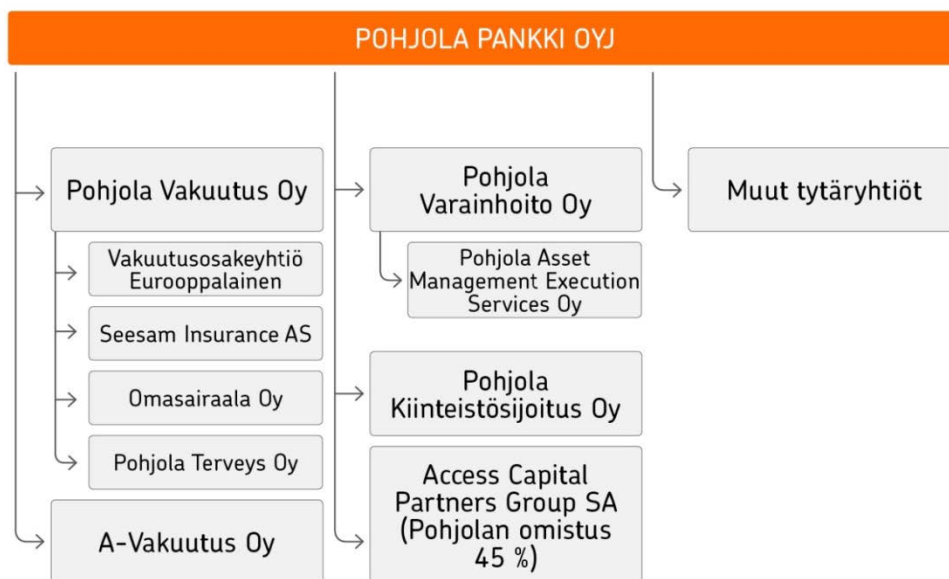 POHJOLA PANKKI OYJ
Pohjola Vakuutus Oy
Vakuutusosakeyhtiö
Eurooppalainen
Seesam Insurance AS
Omasairaala Oy
Pohjola Terveys Oy
A-Vakuutus Oy
Pohjola
Varainhoito Oy
Pohjola Asset
Management Execution
Services Oy
Pohjola
Kiinteistösijoitus Oy
Access Capital
Partners Group SA
(Pohjolan omistus
45 %)
Muut tytäryhtiöt